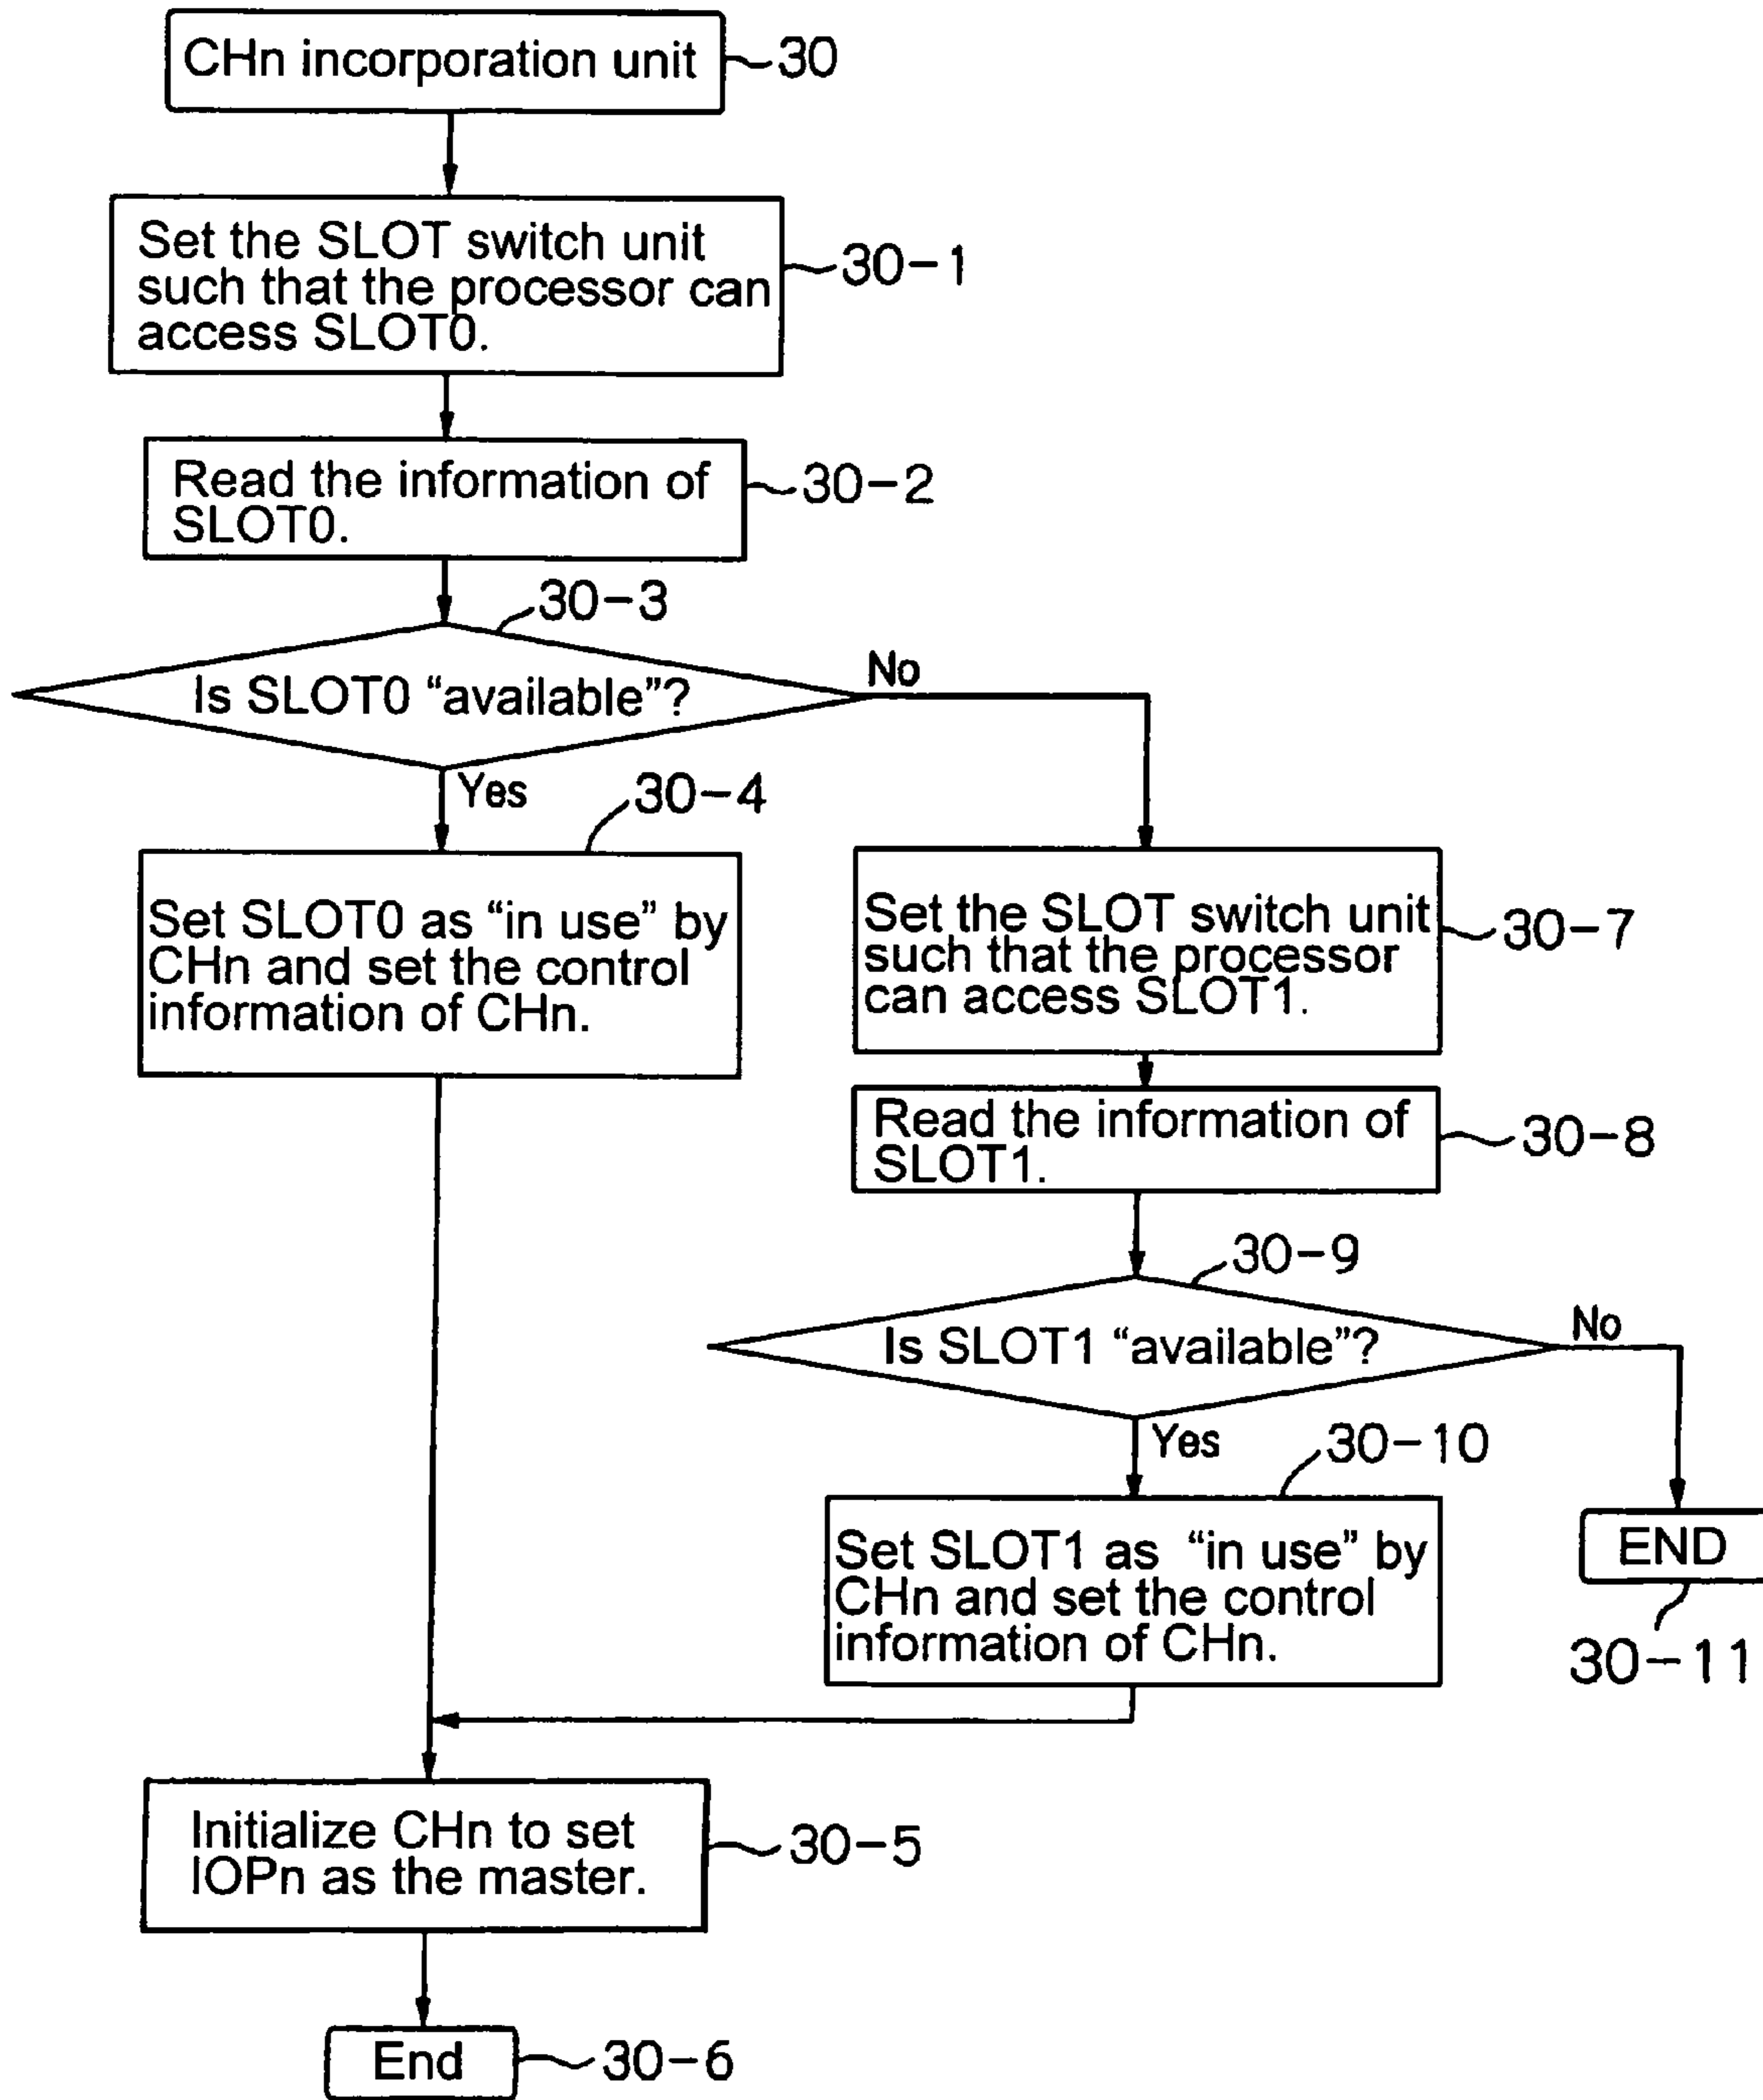 CHn incorporation unit
30
Set the SLOT switch unit
such that the processor can
access SLOT0.
30-1
Read the information of
SLOT0.
30-2
30-3
Is SLOT0 “available”?
No
Yes
30-4
Set SLOT0 as “in use” by
CHn and set the control
information of CHn.
Set the SLOT switch unit
such that the processor
can access SLOT1.
30-7
Read the information of
SLOT1.
30-8
30-9
Is SLOT1 “available”?
No
Yes
30-10
Set SLOT1 as “in use” by
CHn and set the control
information of CHn.
END
30-11
Initialize CHn to set
IOPn as the master.
30-5
End
30-6